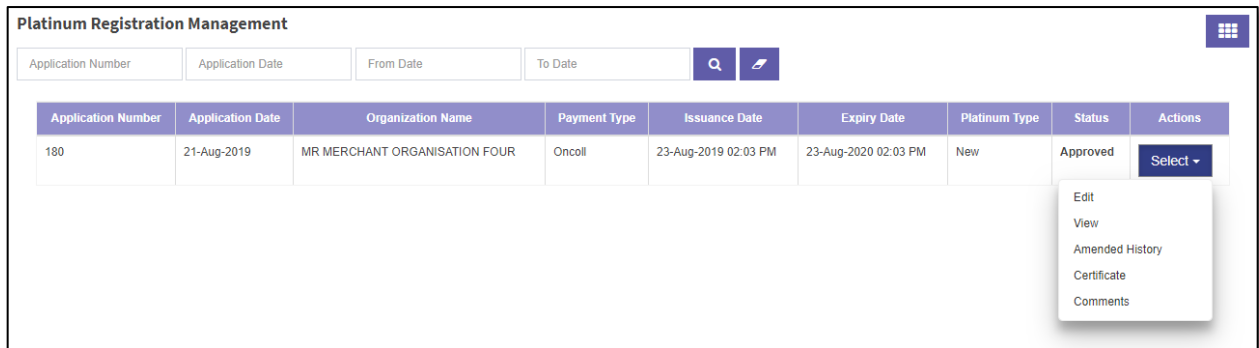 Platinum Registration Management
Application Number Application Date From Date To Date
Application Number Application Date Organization Name Payment Type Issuance Date Expiry Date Platinum Type Status Actions
180 21-Aug-2019 MR MERCHANT ORGANISATION FOUR Oncoll 23-Aug-2019 02:03 PM 23-Aug-2020 02:03 PM New Approved Select
Edit
View
Amended History
Certificate
Comments